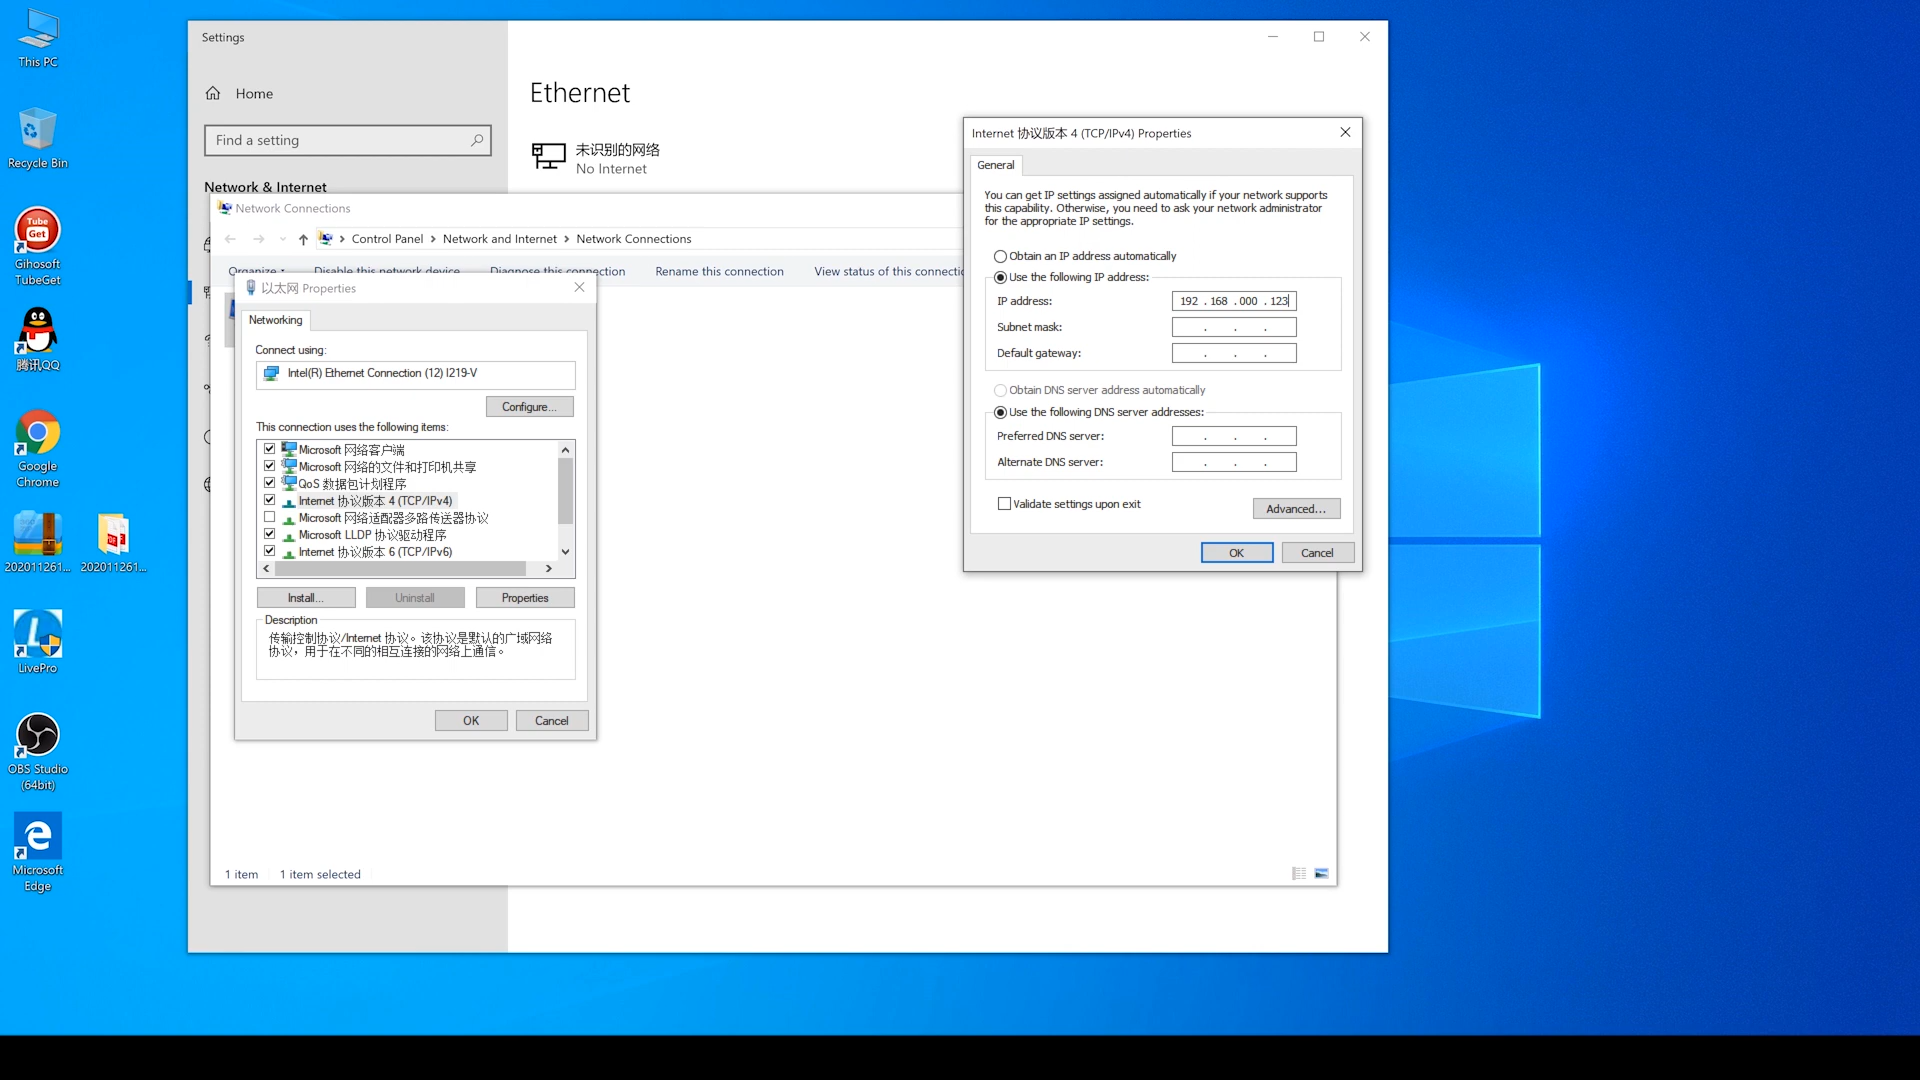 This PC
Recycle Bin
Tube
Get
Gihosoft
TubeGet
腾讯QQ
Google
Chrome
202011261...
202011261...
LivePro
OBS Studio
(64bit)
Microsoft
Edge
Settings
Home
Find a setting
Network & Internet
Ethernet
未识别的网络
No Internet
Network Connections
Control Panel > Network and Internet > Network Connections
Organize
Disable this network device
Diagnose this connection
Rename this connection
View status of this connectio
1 item
1 item selected
以太网 Properties
Networking
Connect using:
Intel(R) Ethernet Connection (12) I219-V
Configure...
This connection uses the following items:
Microsoft 网络客户端
Microsoft 网络的文件和打印机共享
QoS 数据包计划程序
Internet 协议版本 4 (TCP/IPv4)
Microsoft 网络适配器多路传送器协议
Microsoft LLDP 协议驱动程序
Internet 协议版本 6 (TCP/IPv6)
Install...
Uninstall
Properties
Description
传输控制协议/Internet 协议。该协议是默认的广域网络
协议，用于在不同的相互连接的网络上通信。
OK
Cancel
Internet 协议版本 4 (TCP/IPv4) Properties
General
You can get IP settings assigned automatically if your network supports
this capability. Otherwise, you need to ask your network administrator
for the appropriate IP settings.
Obtain an IP address automatically
Use the following IP address:
IP address:
192 . 168 . 000 . 123
Subnet mask:
. . .
Default gateway:
. . .
Obtain DNS server address automatically
Use the following DNS server addresses:
Preferred DNS server:
. . .
Alternate DNS server:
. . .
Validate settings upon exit
Advanced...
OK
Cancel